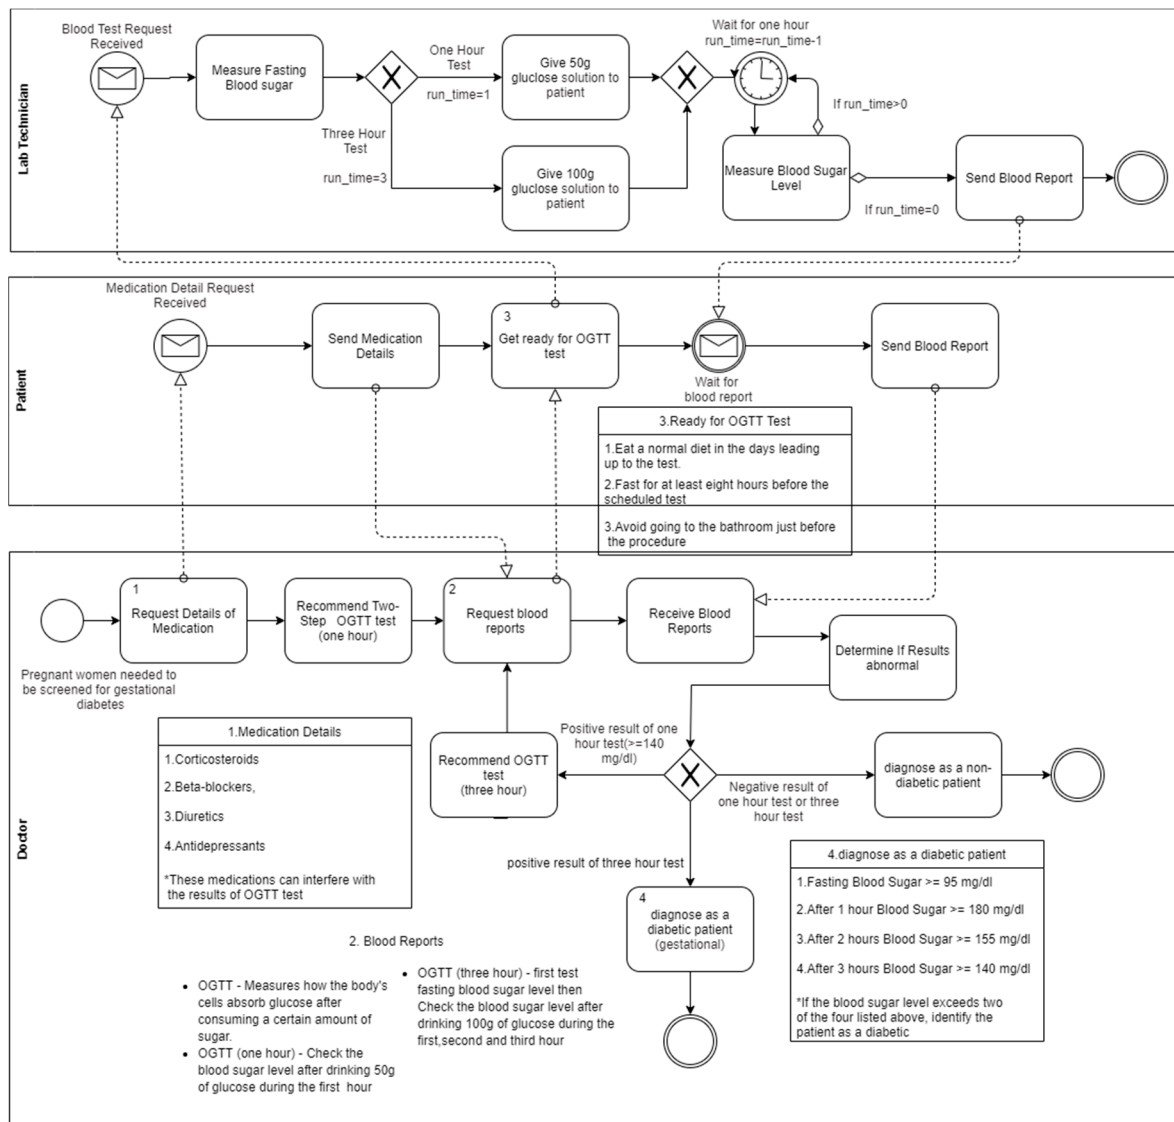 Blood Test Request
Received
Measure Fasting
Blood sugar
One Hour
Test
run_time=1
Three Hour
Test
run_time=3
Give 50g
glucose solution to
patient
Give 100g
glucose solution to
patient
Wait for one hour
run_time=run_time-1
If run_time>0
Measure Blood Sugar
Level
If run_time=0
Send Blood Report
Lab Technician
Medication Detail Request
Received
Send Medication
Details
3
Get ready for OGTT
test
Wait for
blood report
Send Blood Report
3.Ready for OGTT Test
1.Eat a normal diet in the days leading
up to the test.
2.Fast for at least eight hours before the
scheduled test
3.Avoid going to the bathroom just before
the procedure
Patient
Pregnant women needed to
be screened for gestational
diabetes
1
Request Details of
Medication
Recommend Two-
Step OGTT test
(one hour)
2
Request blood
reports
Receive Blood
Reports
Determine If Results
abnormal
Positive result of one
hour test(>=140
mg/dl)
Recommend OGTT
test
(three hour)
Negative result of
one hour test or three
hour test
diagnose as a non-
diabetic patient
positive result of three hour test
4
diagnose as a
diabetic patient
(gestational)
1.Medication Details
1.Corticosteroids
2.Beta-blockers,
3.Diuretics
4.Antidepressants
*These medications can interfere with
the results of OGTT test
2. Blood Reports
• OGTT - Measures how the body's
cells absorb glucose after
consuming a certain amount of
sugar.
• OGTT (one hour) - Check the
blood sugar level after drinking 50g
of glucose during the first hour
• OGTT (three hour) - first test
fasting blood sugar level then
Check the blood sugar level after
drinking 100g of glucose during the
first,second and third hour
4.diagnose as a diabetic patient
1.Fasting Blood Sugar >= 95 mg/dl
2.After 1 hour Blood Sugar >= 180 mg/dl
3.After 2 hours Blood Sugar >= 155 mg/dl
4.After 3 hours Blood Sugar >= 140 mg/dl
*If the blood sugar level exceeds two
of the four listed above, identify the
patient as a diabetic
Doctor